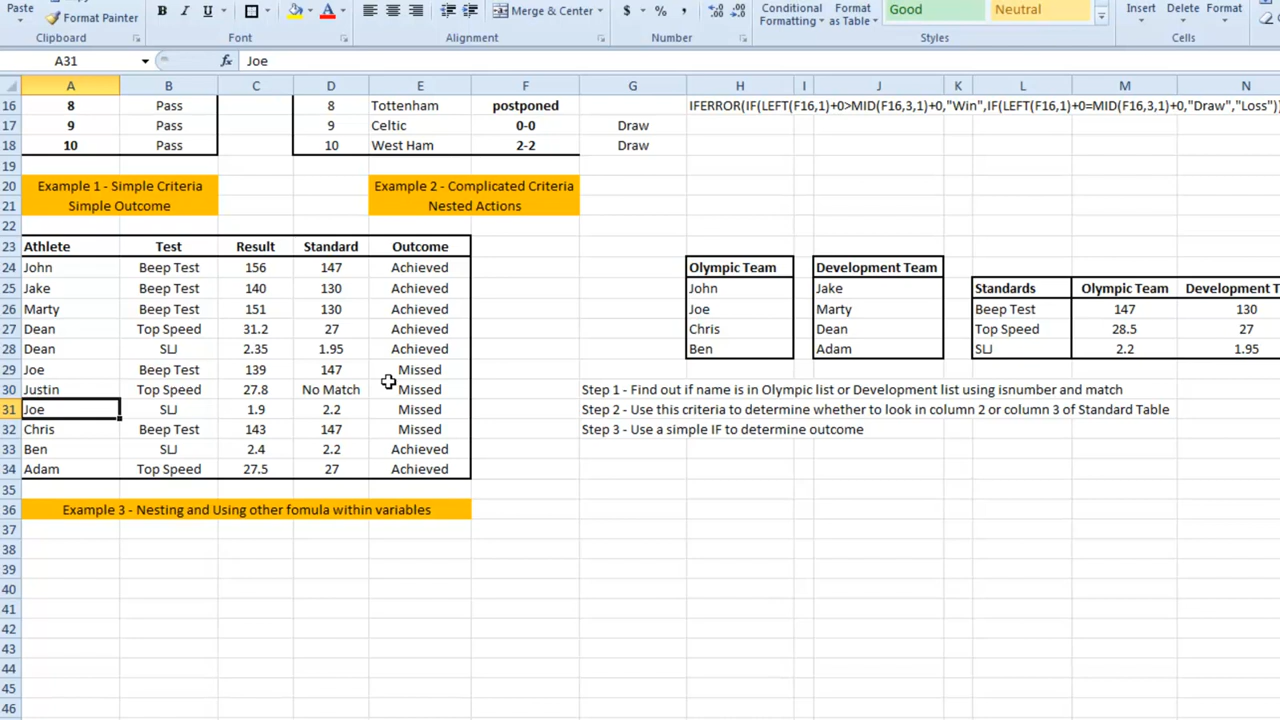 Paste
Format Painter
B I U A
Merge & Center
$ % ,
Conditional Formatting
Format as Table
Good
Neutral
Insert Delete Format
Clipboard Font Alignment Number Styles Cells
A31 fx Joe
A B C D E F G H I J K L M N
16 8 Pass 8 Tottenham postponed IFERROR(IF(LEFT(F16,1)+0>MID(F16,3,1)+0,"Win",IF(LEFT(F16,1)+0=MID(F16,3,1)+0,"Draw","Loss"))
17 9 Pass 9 Celtic 0-0 Draw
18 10 Pass 10 West Ham 2-2 Draw
19
20 Example 1 - Simple Criteria Example 2 - Complicated Criteria
21 Simple Outcome Nested Actions
22
23 Athlete Test Result Standard Outcome
24 John Beep Test 156 147 Achieved Olympic Team Development Team
25 Jake Beep Test 140 130 Achieved John Jake Standards Olympic Team Development T
26 Marty Beep Test 151 130 Achieved Joe Marty Beep Test 147 130
27 Dean Top Speed 31.2 27 Achieved Chris Dean Top Speed 28.5 27
28 Dean SLJ 2.35 1.95 Achieved Ben Adam SLJ 2.2 1.95
29 Joe Beep Test 139 147 Missed
30 Justin Top Speed 27.8 No Match Missed Step 1 - Find out if name is in Olympic list or Development list using isnumber and match
31 Joe SLJ 1.9 2.2 Missed Step 2 - Use this criteria to determine whether to look in column 2 or column 3 of Standard Table
32 Chris Beep Test 143 147 Missed Step 3 - Use a simple IF to determine outcome
33 Ben SLJ 2.4 2.2 Achieved
34 Adam Top Speed 27.5 27 Achieved
35
36 Example 3 - Nesting and Using other fomula within variables
37
38
39
40
41
42
43
44
45
46